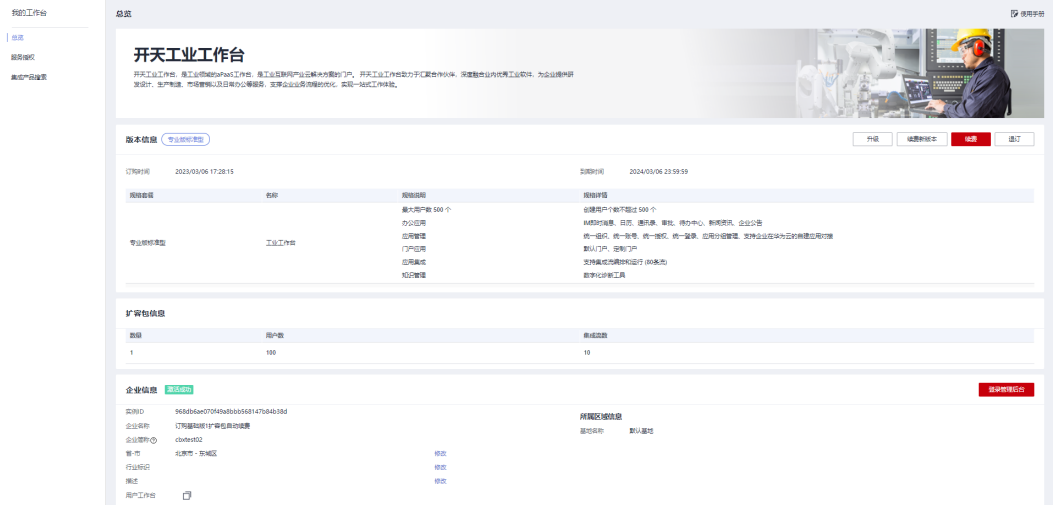 我的工作台
总览
服务授权
集成产品搜索
总览
使用手册
开天工业工作台
开天工业工作台，是工业领域的aPaaS工作台，是工业互联网产业云解决方案的门户。 开天工业工作台致力于汇聚合作伙伴，深度融合业内优秀工业软件，为企业提供研
发设计、生产制造、市场营销以及日常办公等服务，支撑企业业务流程的优化，实现一站式工作体验。
版本信息 专业版标准型
升级 续费新版本 续费 退订
订购时间 2023/03/06 17:28:15 到期时间 2024/03/06 23:59:59
规格套餐 名称 规格说明 规格详情
最大用户数 500 个 创建用户个数不超过 500 个
办公应用 IM即时消息、日历、通讯录、审批、待办中心、新闻资讯、企业公告
应用管理 统一组织、统一账号、统一授权、统一登录、应用分组管理、支持企业在华为云的自建应用对接
专业版标准型 工业工作台
门户应用 默认门户、定制门户
应用集成 支持集成流编排和运行 (80条流)
知识管理 数字化诊断工具
扩容包信息
数量 用户数 集成流数
1 100 10
企业信息 激活成功
登录管理后台
实例ID 968db6ae070f49a8bbb568147b84b38d
所属区域信息
企业名称 订购基础版1扩容包自动续费
基地名称 默认基地
企业简称 cbxtest02
省-市 北京市 - 东城区 修改
行业标识 修改
描述 修改
用户工作台